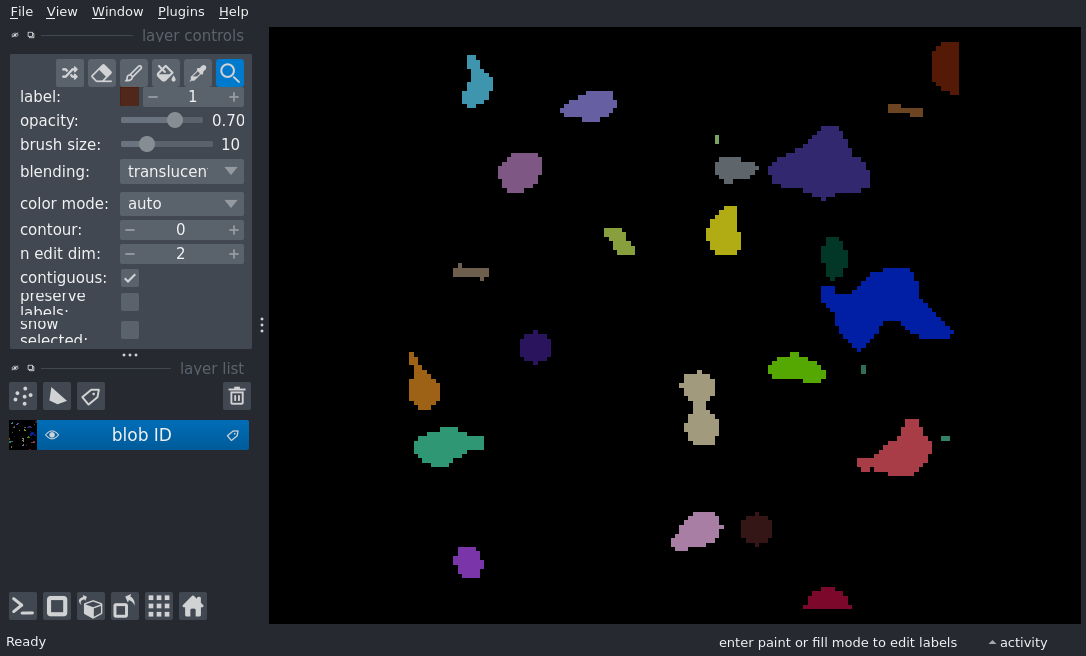 File View Window Plugins Help
layer controls
label: 1
opacity: 0.70
brush size: 10
blending: translucen
color mode: auto
contour: 0
n edit dim: 2
contiguous:
preserve
labels:
show
selected:
layer list
blob ID
Ready enter paint or fill mode to edit labels activity